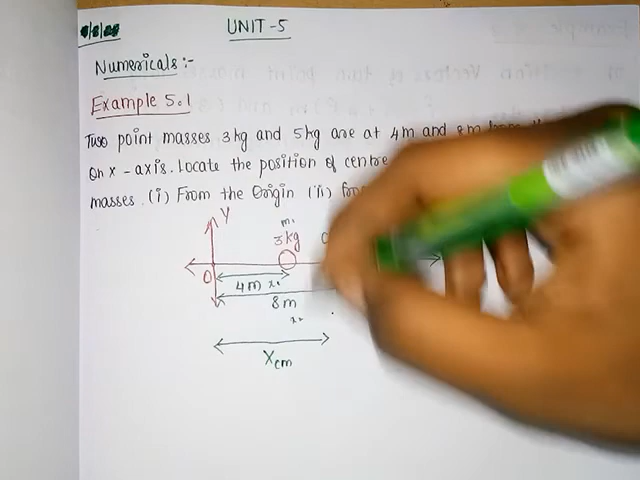 UNIT-5
Numericals:-
Example 5.1
Two point masses 3kg and 5kg are at 4m and 8m
on x-axis. Locate the position of centre
masses. (i) From the Origin (ii)
Y
m₁
3kg
O
4m x₁
8m
x₂
Xcm